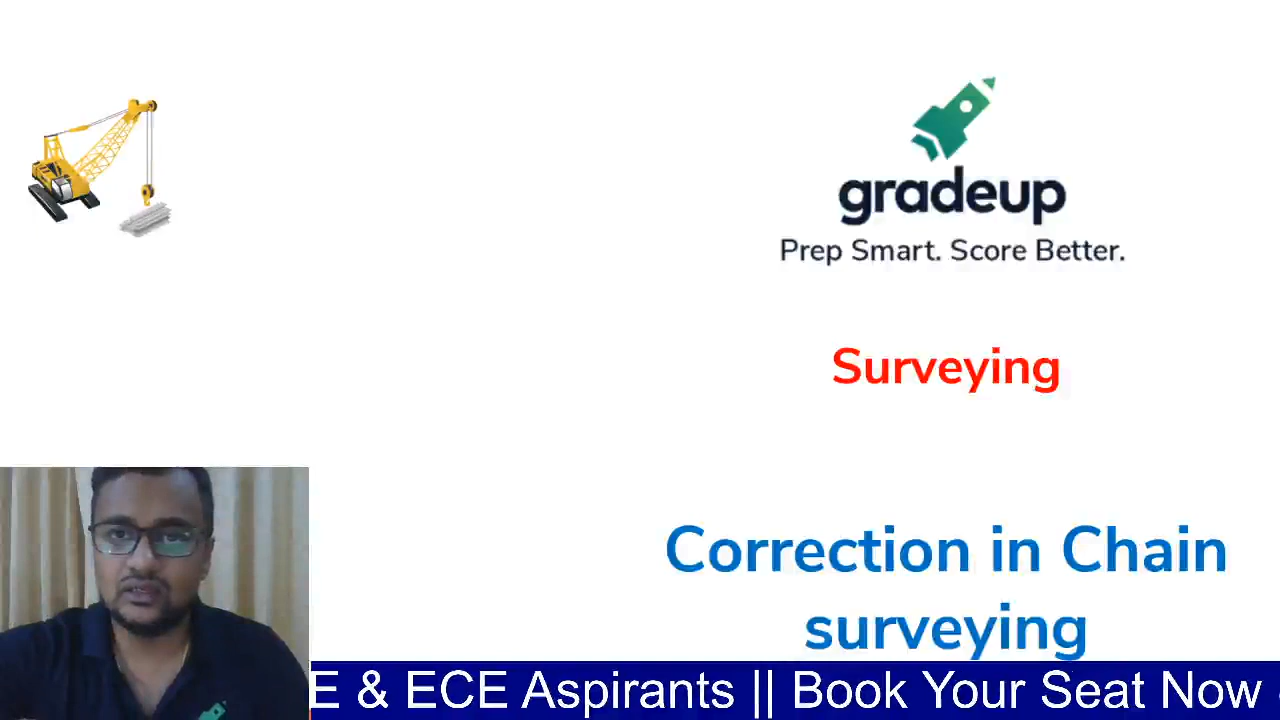 gradeup
Prep Smart. Score Better.
Surveying
Correction in Chain
surveying
E & ECE Aspirants || Book Your Seat Now